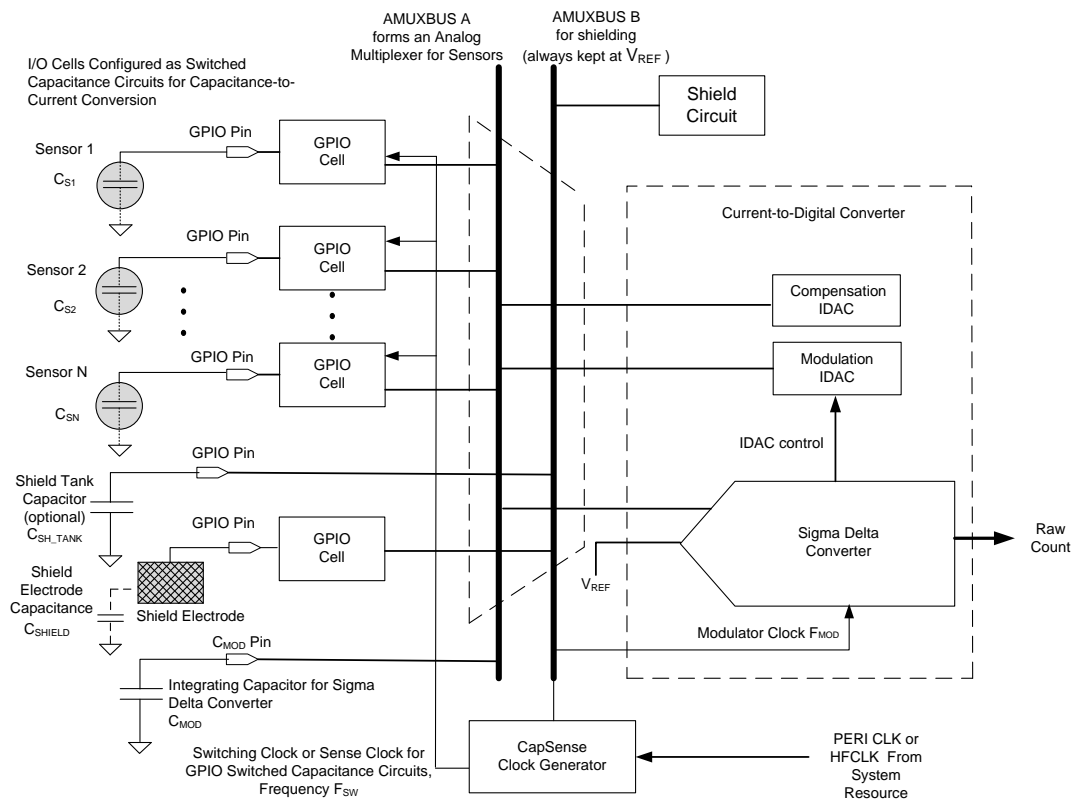 AMUXBUS A
forms an Analog
Multiplexer for Sensors
AMUXBUS B
for shielding
(always kept at VREF )
I/O Cells Configured as Switched
Capacitance Circuits for Capacitance-to-
Current Conversion
Shield
Circuit
Sensor 1
CS1
GPIO Pin
GPIO
Cell
Current-to-Digital Converter
Sensor 2
CS2
GPIO Pin
GPIO
Cell
Compensation
IDAC
Sensor N
CSN
GPIO Pin
GPIO
Cell
Modulation
IDAC
IDAC control
GPIO Pin
Shield Tank
Capacitor
(optional)
CSH_TANK
GPIO Pin
GPIO
Cell
Sigma Delta
Converter
Raw
Count
VREF
Shield
Electrode
Capacitance
CSHIELD
Shield Electrode
Modulator Clock FMOD
CMOD Pin
Integrating Capacitor for Sigma
Delta Converter
CMOD
Switching Clock or Sense Clock for
GPIO Switched Capacitance Circuits,
Frequency FSW
CapSense
Clock Generator
PERI CLK or
HFCLK From
System
Resource